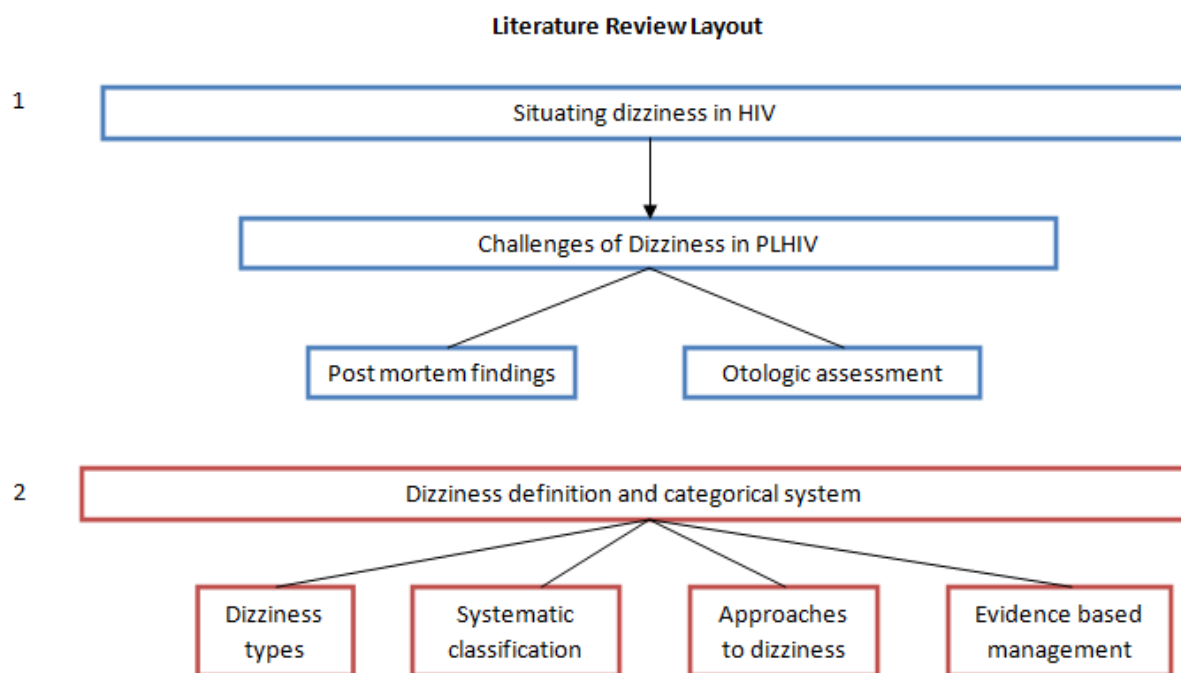 Literature Review Layout
1
Situating dizziness in HIV
Challenges of Dizziness in PLHIV
Post mortem findings
Otologic assessment
2
Dizziness definition and categorical system
Dizziness
types
Systematic
classification
Approaches
to dizziness
Evidence based
management